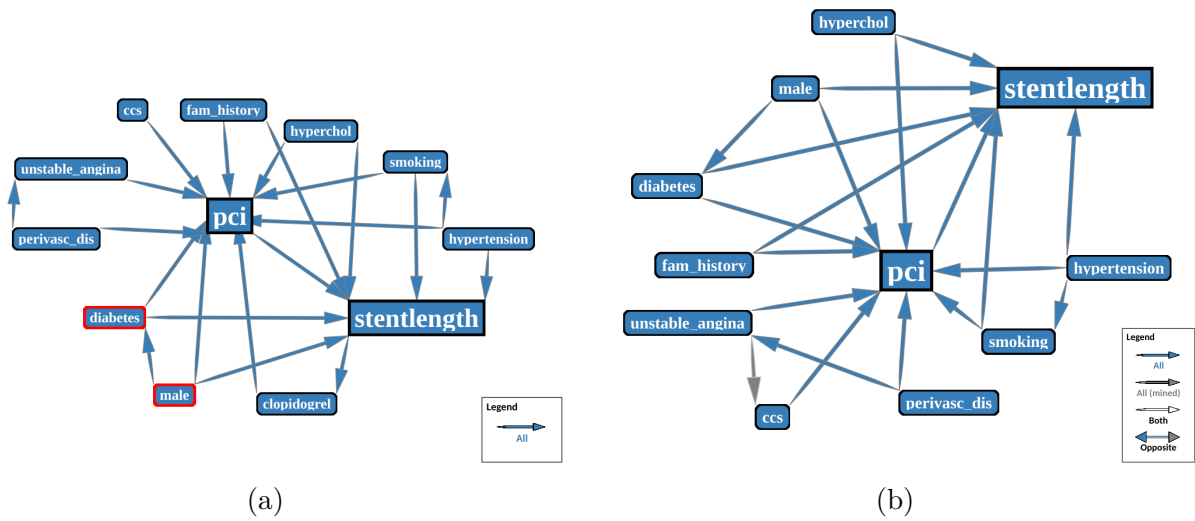 ccs
fam_history
hyperchol
smoking
unstable_angina
pci
perivasc_dis
hypertension
diabetes
stentlength
male
clopidogrel
Legend
All
(a)
hyperchol
stentlength
male
diabetes
fam_history
pci
hypertension
unstable_angina
smoking
perivasc_dis
ccs
Legend
All
All (mined)
Both
Opposite
(b)